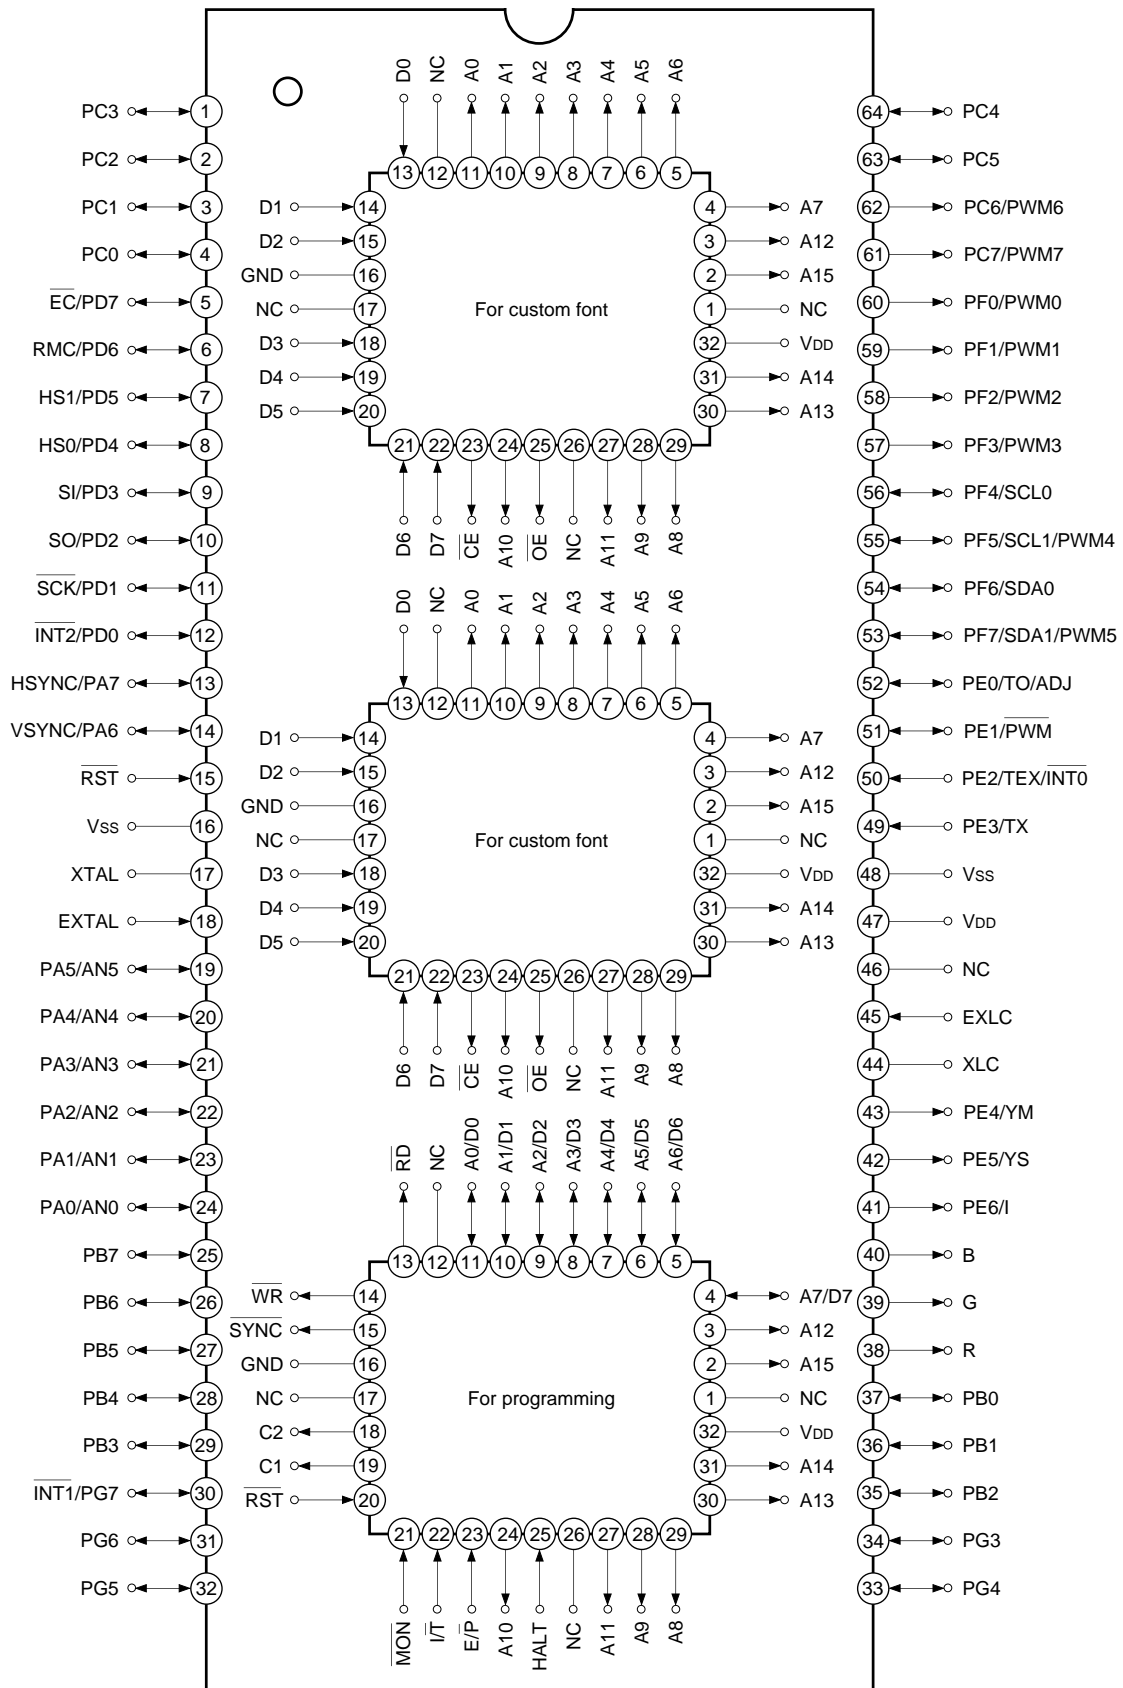 D0 NC A0 A1 A2 A3 A4 A5 A6
PC3 1
PC2 2
PC1 3
PC0 4
E̅C̅/PD7 5
RMC/PD6 6
HS1/PD5 7
HS0/PD4 8
SI/PD3 9
SO/PD2 10
S̅C̅K̅/PD1 11
I̅N̅T̅2̅/PD0 12
HSYNC/PA7 13
VSYNC/PA6 14
R̅S̅T̅ 15
Vss 16
XTAL 17
EXTAL 18
PA5/AN5 19
PA4/AN4 20
PA3/AN3 21
PA2/AN2 22
PA1/AN1 23
PA0/AN0 24
PB7 25
PB6 26
PB5 27
PB4 28
PB3 29
I̅N̅T̅1̅/PG7 30
PG6 31
PG5 32
13 12 11 10 9 8 7 6 5
D1 14
D2 15
GND 16
NC 17
D3 18
D4 19
D5 20
For custom font
4 A7
3 A12
2 A15
1 NC
32 VDD
31 A14
30 A13
21 22 23 24 25 26 27 28 29
D6 D7 C̅E̅ A10 O̅E̅ NC A11 A9 A8
D0 NC A0 A1 A2 A3 A4 A5 A6
13 12 11 10 9 8 7 6 5
D1 14
D2 15
GND 16
NC 17
D3 18
D4 19
D5 20
For custom font
4 A7
3 A12
2 A15
1 NC
32 VDD
31 A14
30 A13
21 22 23 24 25 26 27 28 29
D6 D7 C̅E̅ A10 O̅E̅ NC A11 A9 A8
R̅D̅ NC A0/D0 A1/D1 A2/D2 A3/D3 A4/D4 A5/D5 A6/D6
13 12 11 10 9 8 7 6 5
W̅R̅ 14
S̅Y̅N̅C̅ 15
GND 16
NC 17
C2 18
C1 19
R̅S̅T̅ 20
For programming
4 A7/D7
3 A12
2 A15
1 NC
32 VDD
31 A14
30 A13
21 22 23 24 25 26 27 28 29
M̅O̅N̅ I̅/T E̅/P A10 HALT NC A11 A9 A8
64 PC4
63 PC5
62 PC6/PWM6
61 PC7/PWM7
60 PF0/PWM0
59 PF1/PWM1
58 PF2/PWM2
57 PF3/PWM3
56 PF4/SCL0
55 PF5/SCL1/PWM4
54 PF6/SDA0
53 PF7/SDA1/PWM5
52 PE0/TO/ADJ
51 PE1/P̅W̅M̅
50 PE2/TEX/I̅N̅T̅0̅
49 PE3/TX
48 Vss
47 VDD
46 NC
45 EXLC
44 XLC
43 PE4/YM
42 PE5/YS
41 PE6/I
40 B
39 G
38 R
37 PB0
36 PB1
35 PB2
34 PG3
33 PG4